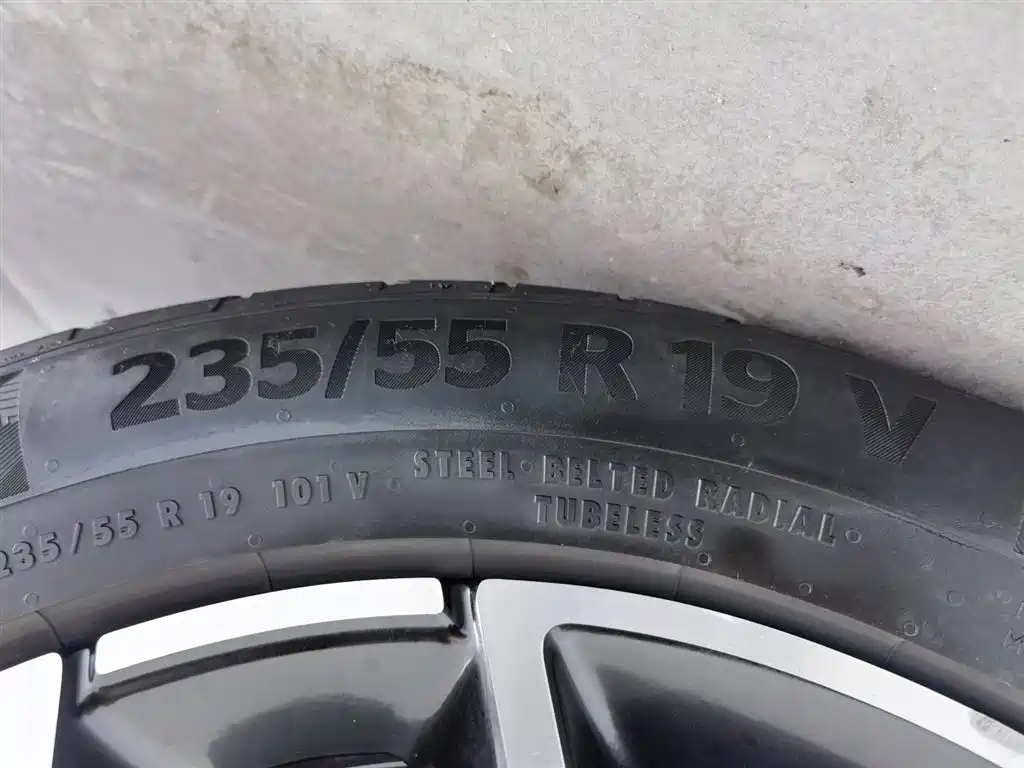 235/55 R 19 V
235/55 R 19 101 V
STEEL BELTED RADIAL
TUBELESS